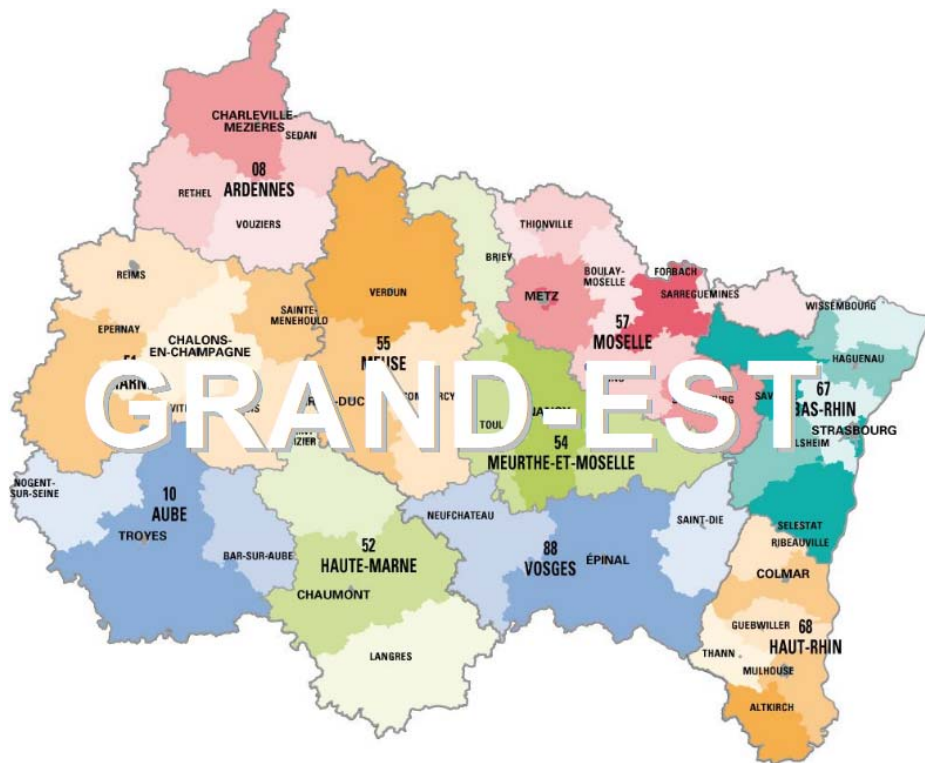 CHARLEVILLE-
MEZIERES
SEDAN
08
ARDENNES
RETHEL
VOUZIERS
THIONVILLE
BRIEY
BOULAY-
MOSELLE
FORBACH
SARREGUEMINES
METZ
57
MOSELLE
WISSEMBOURG
HAGUENAU
REIMS
VERDUN
SAINTE-
MENEHOULD
EPERNAY
CHALONS-
EN-CHAMPAGNE
55
MEUSE
GRAND-EST
67
BAS-RHIN
STRASBOURG
TOUL
54
MEURTHE-ET-MOSELLE
NOGENT-
SUR-SEINE
10
AUBE
TROYES
BAR-SUR-AUBE
NEUFCHATEAU
SAINT-DIE
SELESTAT
RIBEAUVILLE
52
HAUTE-MARNE
CHAUMONT
88
VOSGES
ÉPINAL
COLMAR
GUEBWILLER
68
HAUT-RHIN
THANN
MULHOUSE
LANGRES
ALTKIRCH